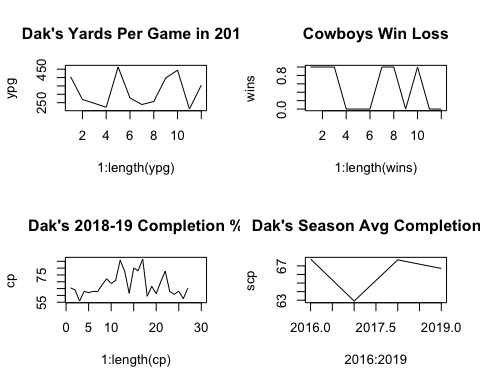 Dak's Yards Per Game in 201
ypg
250
450
2 4 6 8 10
1:length(ypg)
Cowboys Win Loss
wins
0.0
0.8
2 4 6 8 10
1:length(wins)
Dak's 2018-19 Completion %
cp
55
75
0 5 10 20 30
1:length(cp)
Dak's Season Avg Completion
scp
63
67
2016.0 2017.5 2019.0
2016:2019